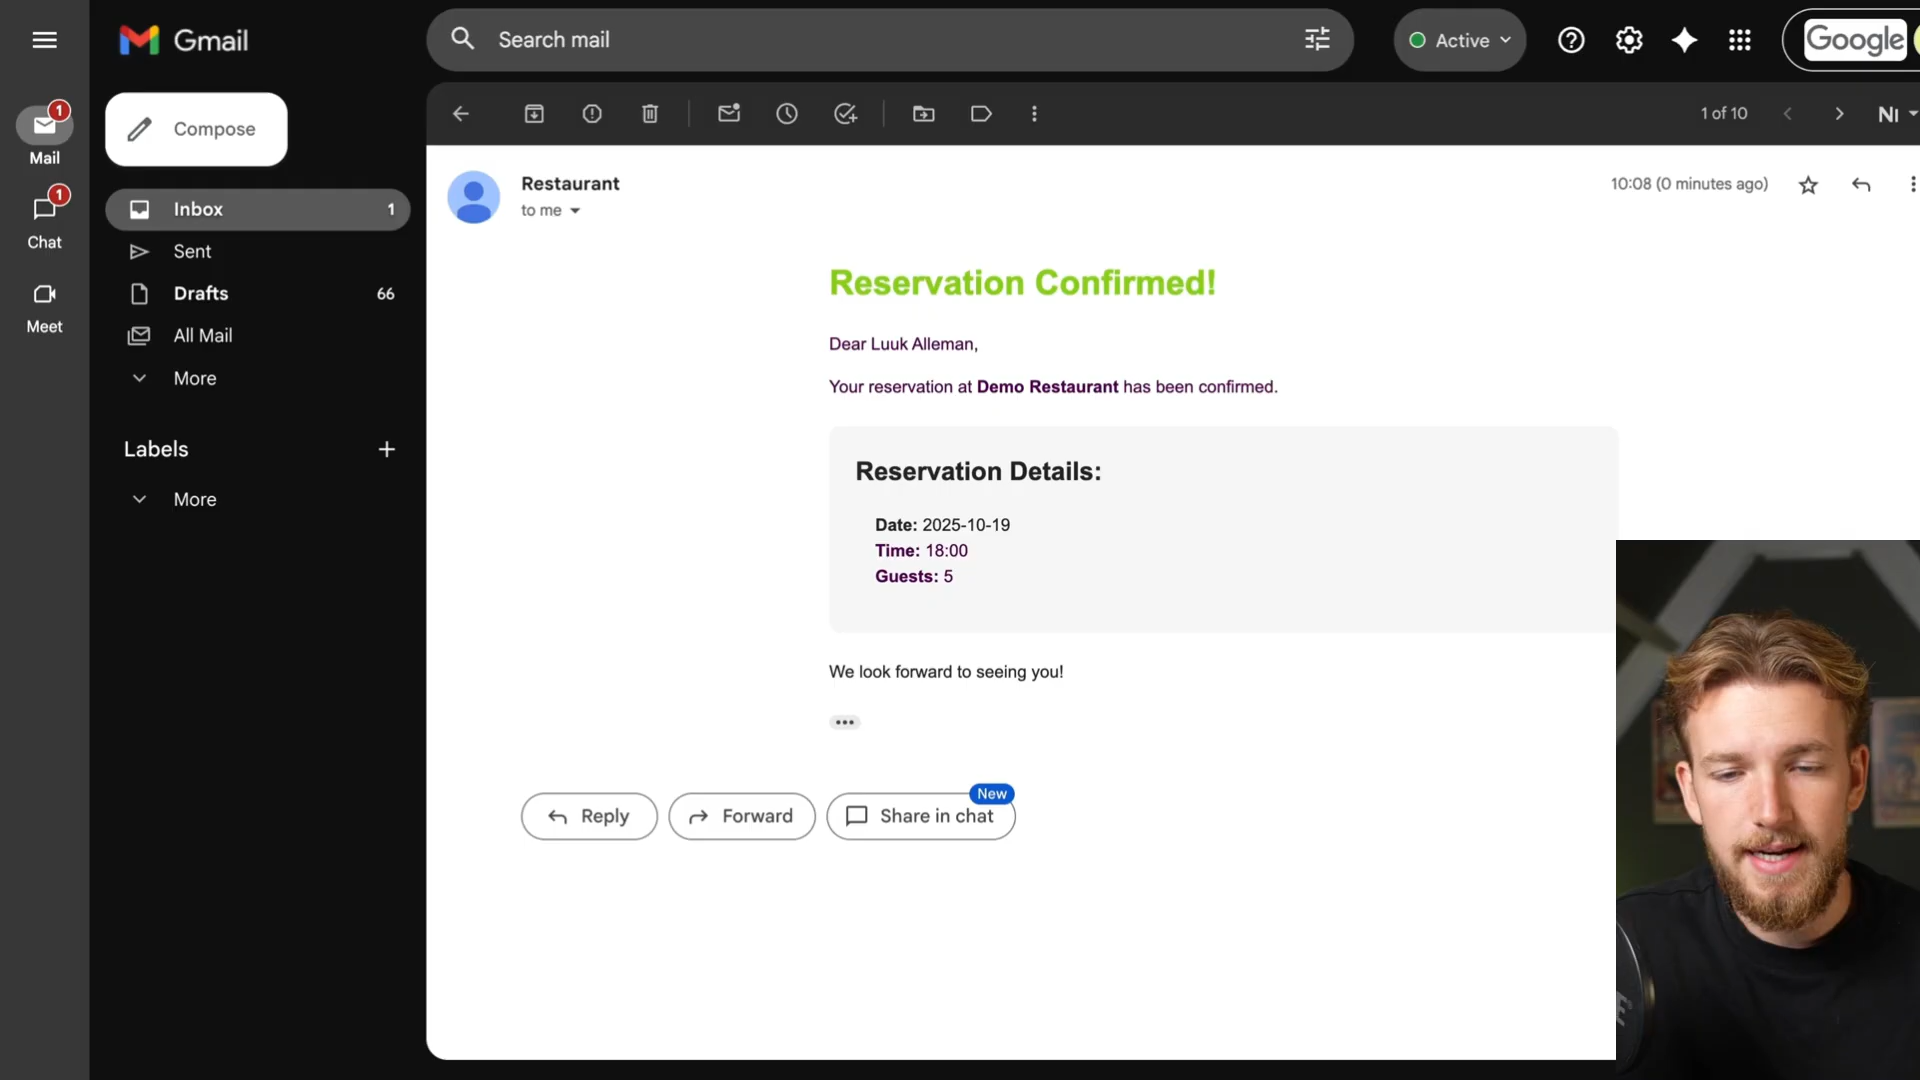 Gmail
Search mail
Active
Google
1
Mail
1
Chat
Meet
Compose
Inbox 1
Sent
Drafts 66
All Mail
More
Labels
More
1 of 10
Restaurant
to me
10:08 (0 minutes ago)
Reservation Confirmed!
Dear Luuk Alleman,
Your reservation at Demo Restaurant has been confirmed.
Reservation Details:
Date: 2025-10-19
Time: 18:00
Guests: 5
We look forward to seeing you!
Reply
Forward
New
Share in chat